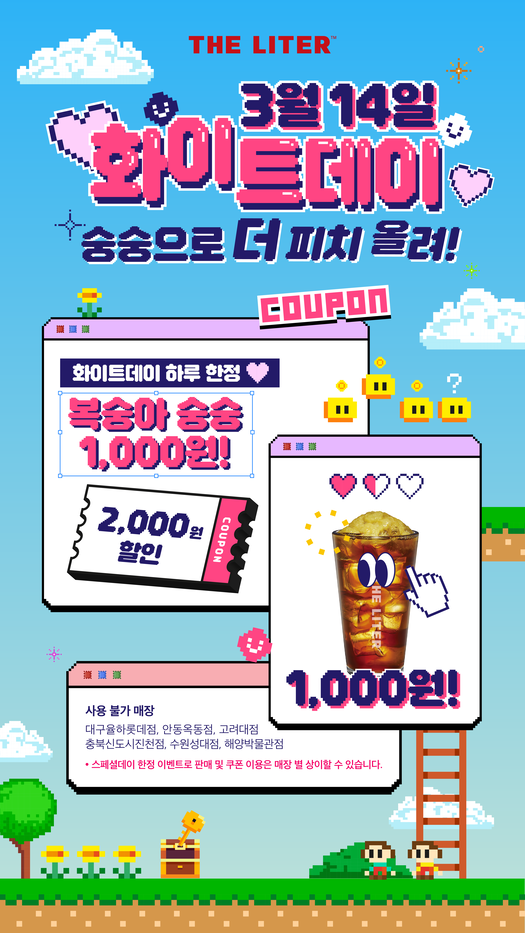 THE LITER™
3월 14일
화이트데이
숭숭으로 더 피치 올려!
COUPON
화이트데이 하루 한정
복숭아 숭숭
1,000원!
2,000원
할인
COUPON
?
THE LITER
1,000원!
사용 불가 매장
대구율하롯데점, 안동옥동점, 고려대점
충북신도시진천점, 수원성대점, 해양박물관점
* 스페셜데이 한정 이벤트로 판매 및 쿠폰 이용은 매장 별 상이할 수 있습니다.